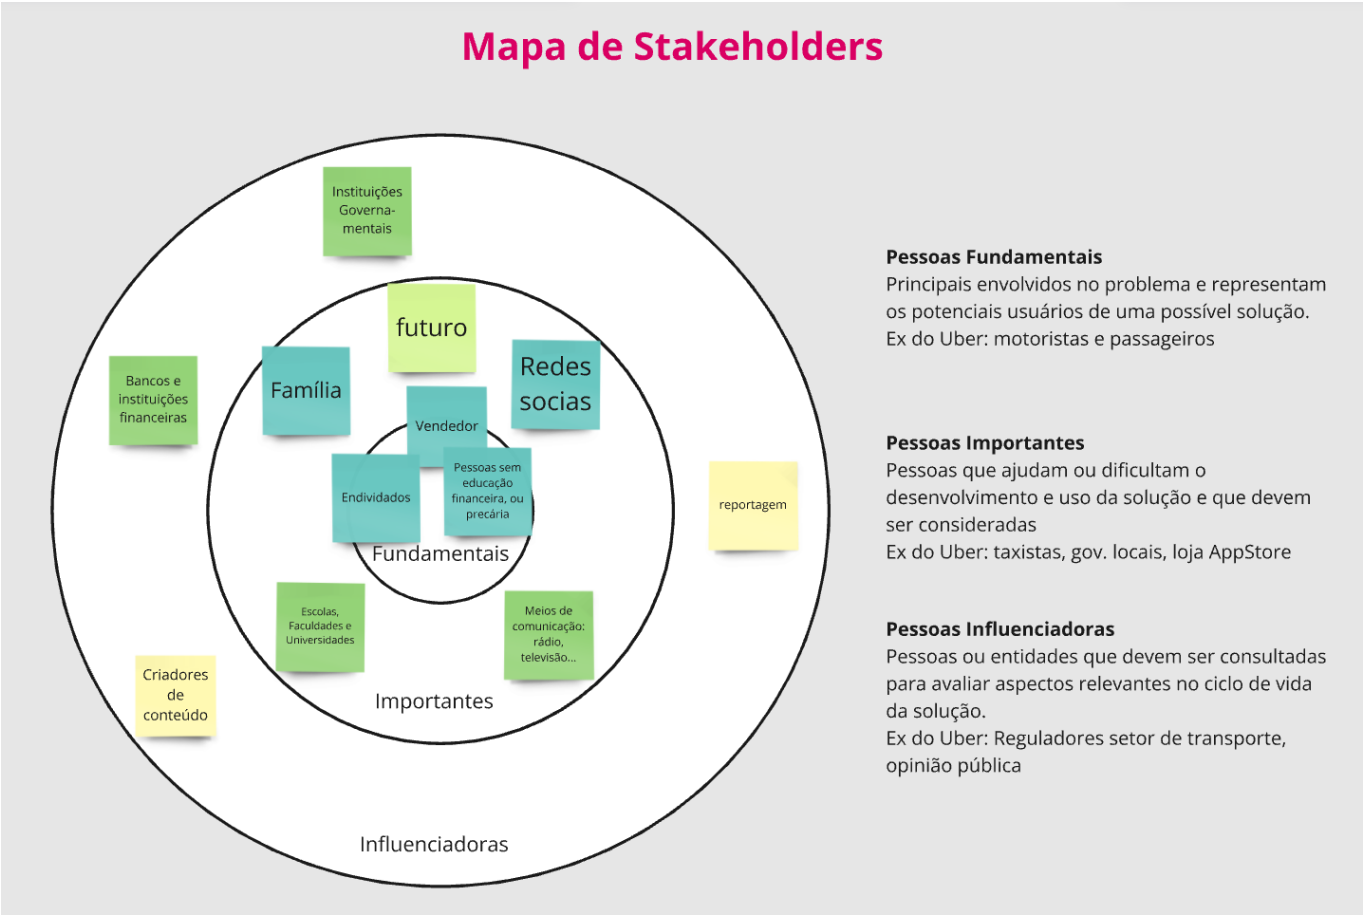 Mapa de Stakeholders
Instituições
Governa-
mentais
futuro
Família
Redes
socias
Bancos e
instituições
financeiras
Vendedor
Endividados
Pessoas sem
educação
financeira, ou
precária
reportagem
Fundamentais
Escolas,
Faculdades e
Universidades
Meios de
comunicação:
rádio,
televisão...
Criadores
de
conteúdo
Importantes
Influenciadoras
Pessoas Fundamentais
Principais envolvidos no problema e representam
os potenciais usuários de uma possível solução.
Ex do Uber: motoristas e passageiros
Pessoas Importantes
Pessoas que ajudam ou dificultam o
desenvolvimento e uso da solução e que devem
ser consideradas
Ex do Uber: taxistas, gov. locais, loja AppStore
Pessoas Influenciadoras
Pessoas ou entidades que devem ser consultadas
para avaliar aspectos relevantes no ciclo de vida
da solução.
Ex do Uber: Reguladores setor de transporte,
opinião pública